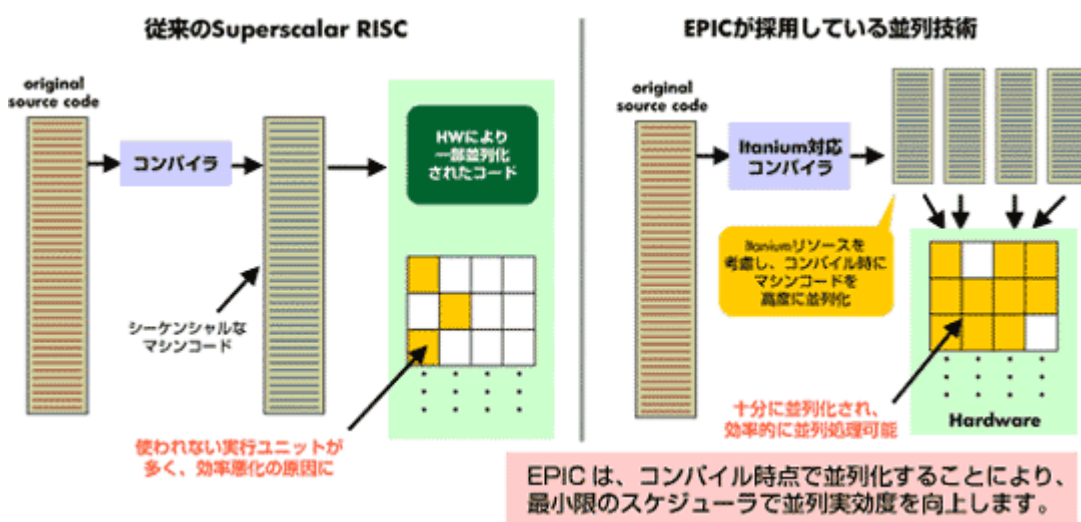 従来のSuperscalar RISC
original
source code
コンパイラ
HWにより
一部並列化
されたコード
シーケンシャルな
マシンコード
使われない実行ユニットが
多く、効率悪化の原因に
EPICが採用している並列技術
original
source code
Itanium対応
コンパイラ
Itaniumリソースを
考慮し、コンパイル時に
マシンコードを
高度に並列化
十分に並列化され、
効率的に並列処理可能
Hardware
EPIC は、コンパイル時点で並列化することにより、
最小限のスケジューラで並列実効度を向上します。